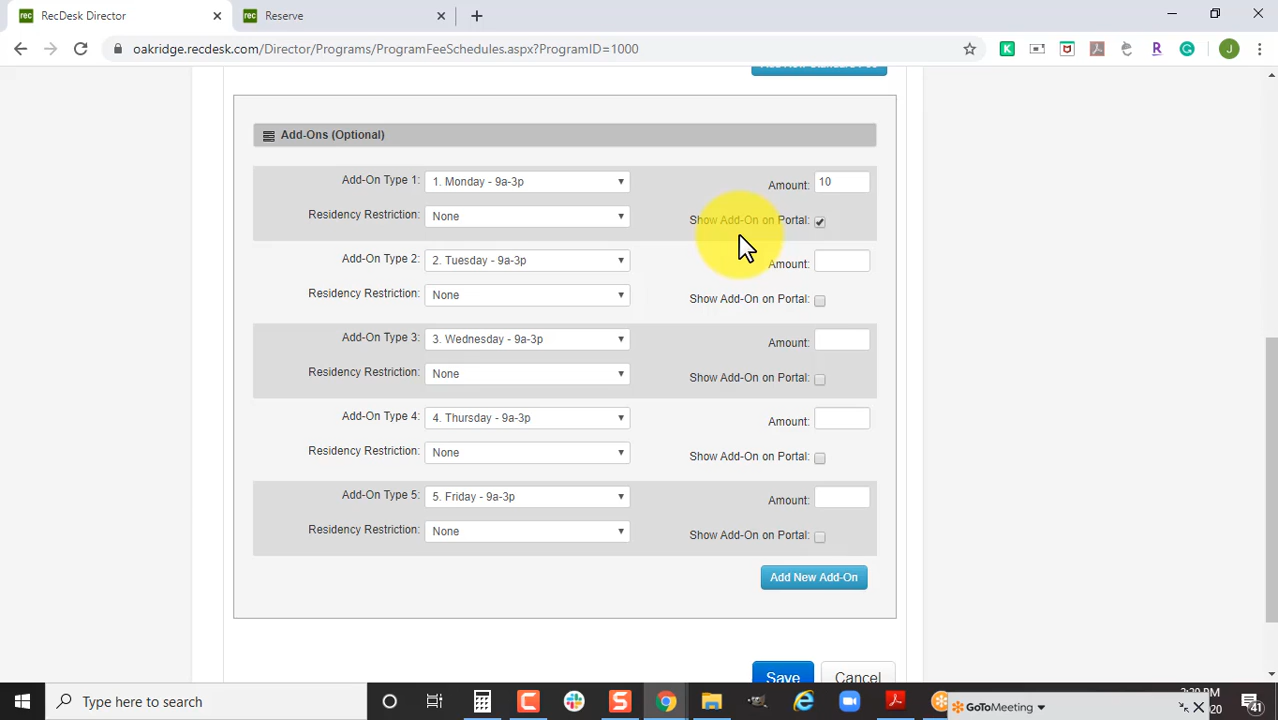 RecDesk Director
Reserve
oakridge.recdesk.com/Director/Programs/ProgramFeeSchedules.aspx?ProgramID=1000
J
Add-Ons (Optional)
Add-On Type 1: 1. Monday - 9a-3p Amount: 10
Residency Restriction: None Show Add-On on Portal:
Add-On Type 2: 2. Tuesday - 9a-3p Amount:
Residency Restriction: None Show Add-On on Portal:
Add-On Type 3: 3. Wednesday - 9a-3p Amount:
Residency Restriction: None Show Add-On on Portal:
Add-On Type 4: 4. Thursday - 9a-3p Amount:
Residency Restriction: None Show Add-On on Portal:
Add-On Type 5: 5. Friday - 9a-3p Amount:
Residency Restriction: None Show Add-On on Portal:
Add New Add-On
Save Cancel
Type here to search
GoToMeeting
41